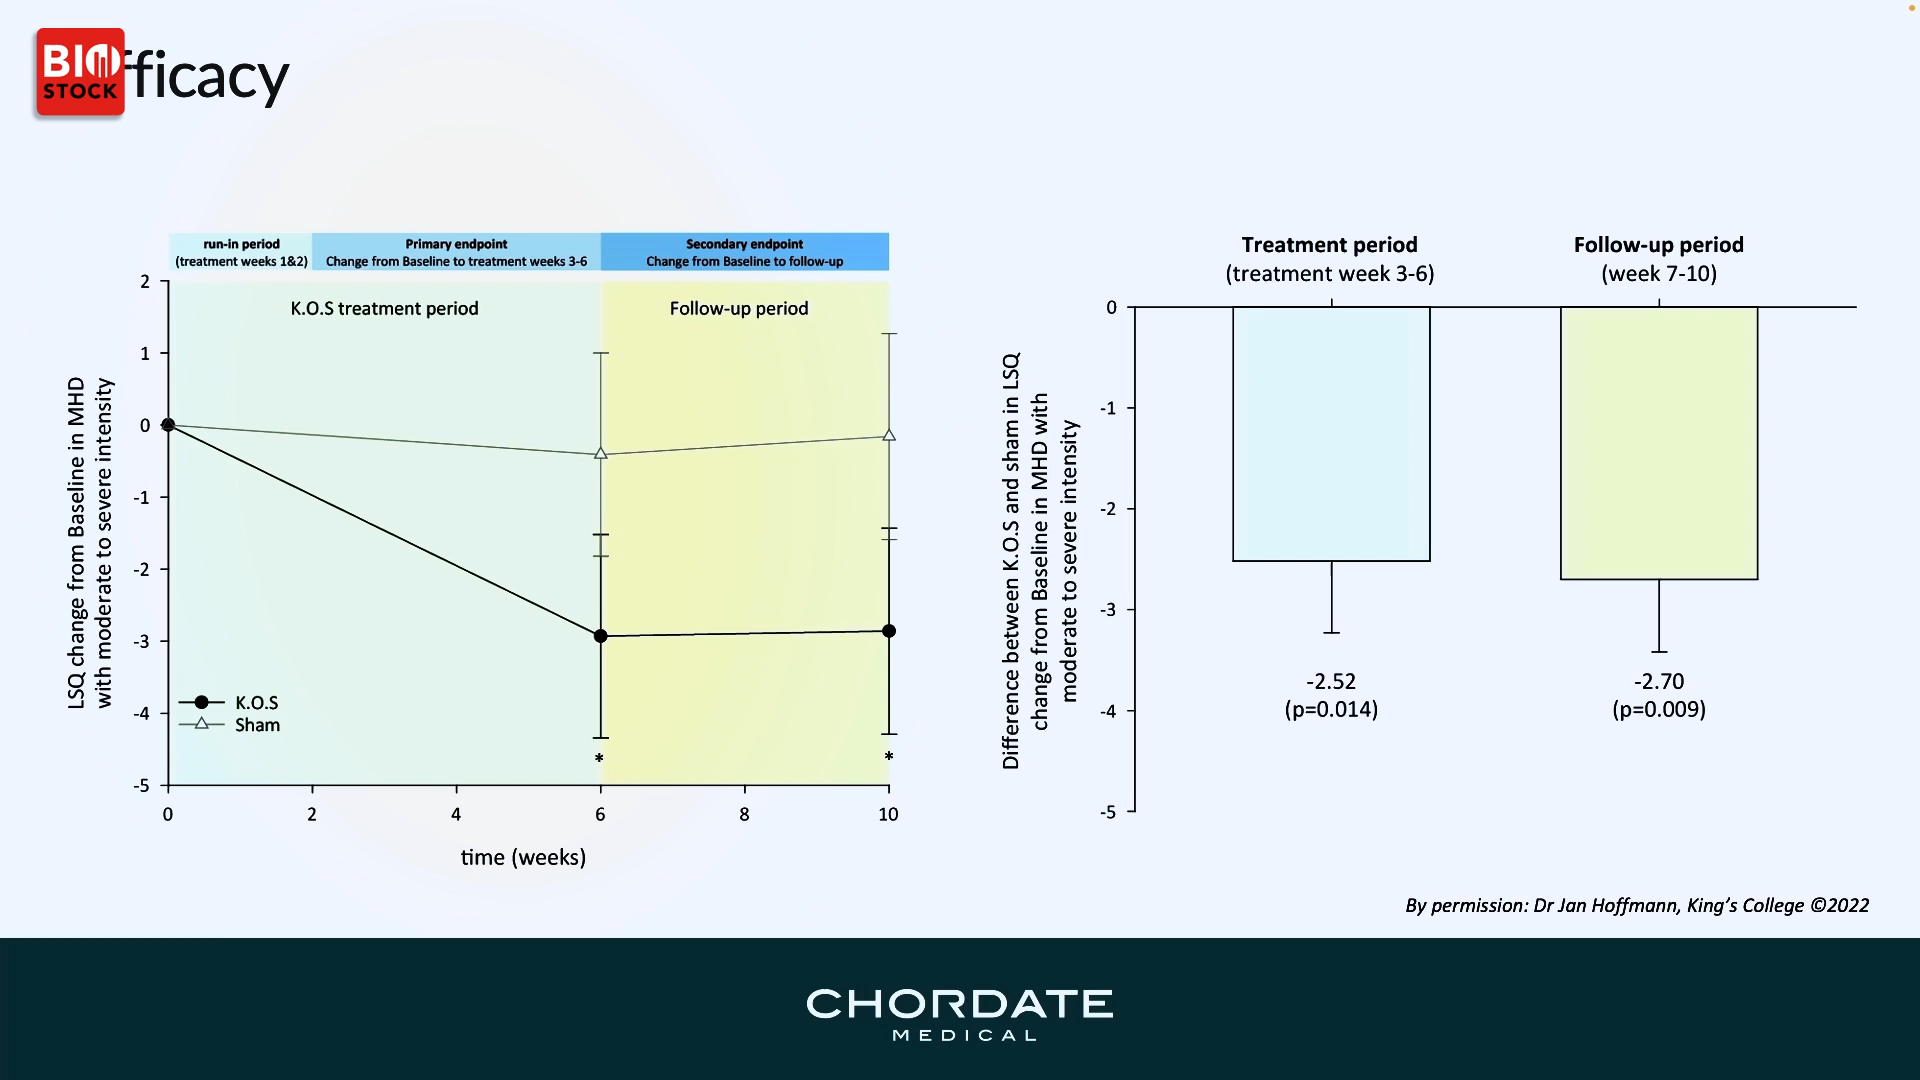 BIO
STOCK
fficacy
run-in period
(treatment weeks 1&2)
Primary endpoint
Change from Baseline to treatment weeks 3-6
Secondary endpoint
Change from Baseline to follow-up
K.O.S treatment period
Follow-up period
LSQ change from Baseline in MHD
with moderate to severe intensity
2
1
0
-1
-2
-3
-4
-5
K.O.S
Sham
*
*
0
2
4
6
8
10
time (weeks)
Treatment period
(treatment week 3-6)
Follow-up period
(week 7-10)
Difference between K.O.S and sham in LSQ
change from Baseline in MHD with
moderate to severe intensity
0
-1
-2
-3
-4
-5
-2.52
(p=0.014)
-2.70
(p=0.009)
By permission: Dr Jan Hoffmann, King's College ©2022
CHORDATE
MEDICAL